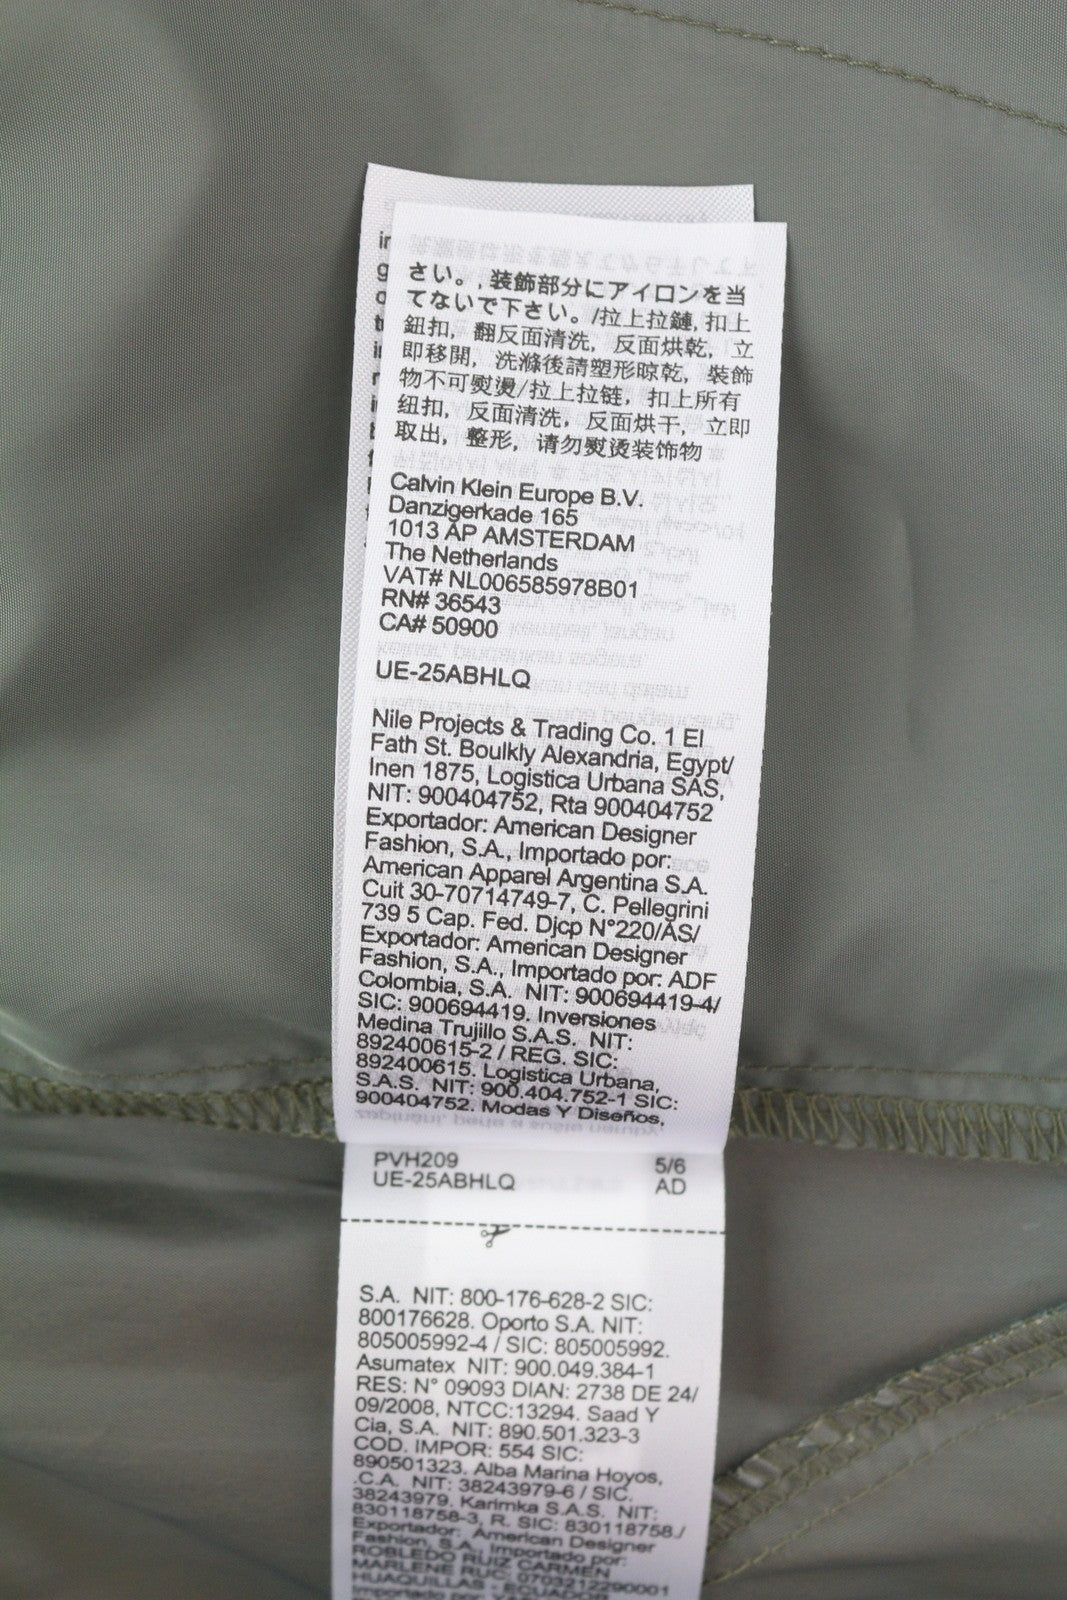 さい。, 装飾部分にアイロンを当
てないで下さい。/拉上拉鏈, 扣上
鈕扣, 翻反面清洗, 反面烘乾, 立
即移開, 洗滌後請塑形晾乾, 裝飾
物不可熨燙/拉上拉链, 扣上所有
纽扣, 反面清洗, 反面烘干, 立即
取出, 整形, 请勿熨烫装饰物
Calvin Klein Europe B.V.
Danzigerkade 165
1013 AP AMSTERDAM
The Netherlands
VAT# NL006585978B01
RN# 36543
CA# 50900
UE-25ABHLQ
Nile Projects & Trading Co. 1 El
Fath St. Boulkly Alexandria, Egypt/
Inen 1875, Logistica Urbana SAS,
NIT: 900404752, Rta 900404752
Exportador: American Designer
Fashion, S.A., Importado por:
American Apparel Argentina S.A.
Cuit 30-70714749-7, C. Pellegrini
739 5 Cap. Fed. Djcp N°220/AS/
Exportador: American Designer
Fashion, S.A., Importado por: ADF
Colombia, S.A. NIT: 900694419-4/
SIC: 900694419. Inversiones
Medina Trujillo S.A.S. NIT:
892400615-2 / REG. SIC:
892400615. Logistica Urbana,
S.A.S. NIT: 900.404.752-1 SIC:
900404752. Modas Y Diseños,
PVH209 5/6
UE-25ABHLQ AD
S.A. NIT: 800-176-628-2 SIC:
800176628. Oporto S.A. NIT:
805005992-4 / SIC: 805005992.
Asumatex NIT: 900.049.384-1
RES: N° 09093 DIAN: 2738 DE 24/
09/2008, NTCC:13294. Saad Y
Cia, S.A. NIT: 890.501.323-3
COD. IMPOR: 554 SIC:
890501323. Alba Marina Hoyos,
.C.A. NIT: 38243979-6 / SIC.
38243979. Karimka S.A.S. NIT:
830118758-3, R. SIC: 830118758./
Exportador: American Designer
Fashion, S.A., Importado por:
ROBLEDO RUIZ CARMEN
MARLENE RUC: 0703212290001
HUAQUILLAS - ECUADOR
Importado por: